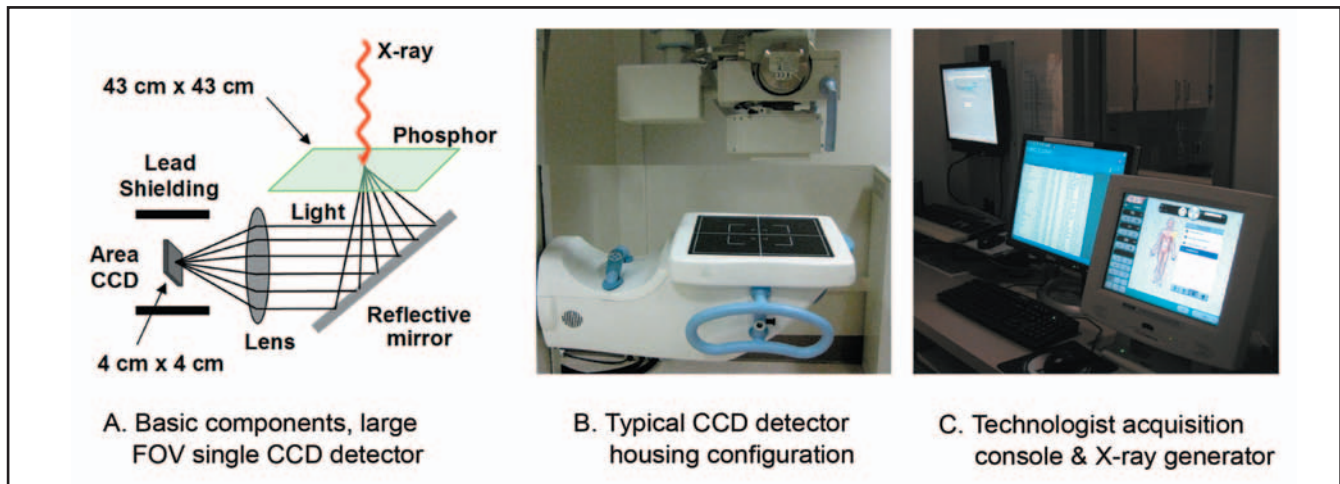 X-ray
43 cm x 43 cm
Phosphor
Lead
Shielding
Light
Area
CCD
Reflective
mirror
Lens
4 cm x 4 cm
A. Basic components, large
FOV single CCD detector
B. Typical CCD detector
housing configuration
C. Technologist acquisition
console & X-ray generator